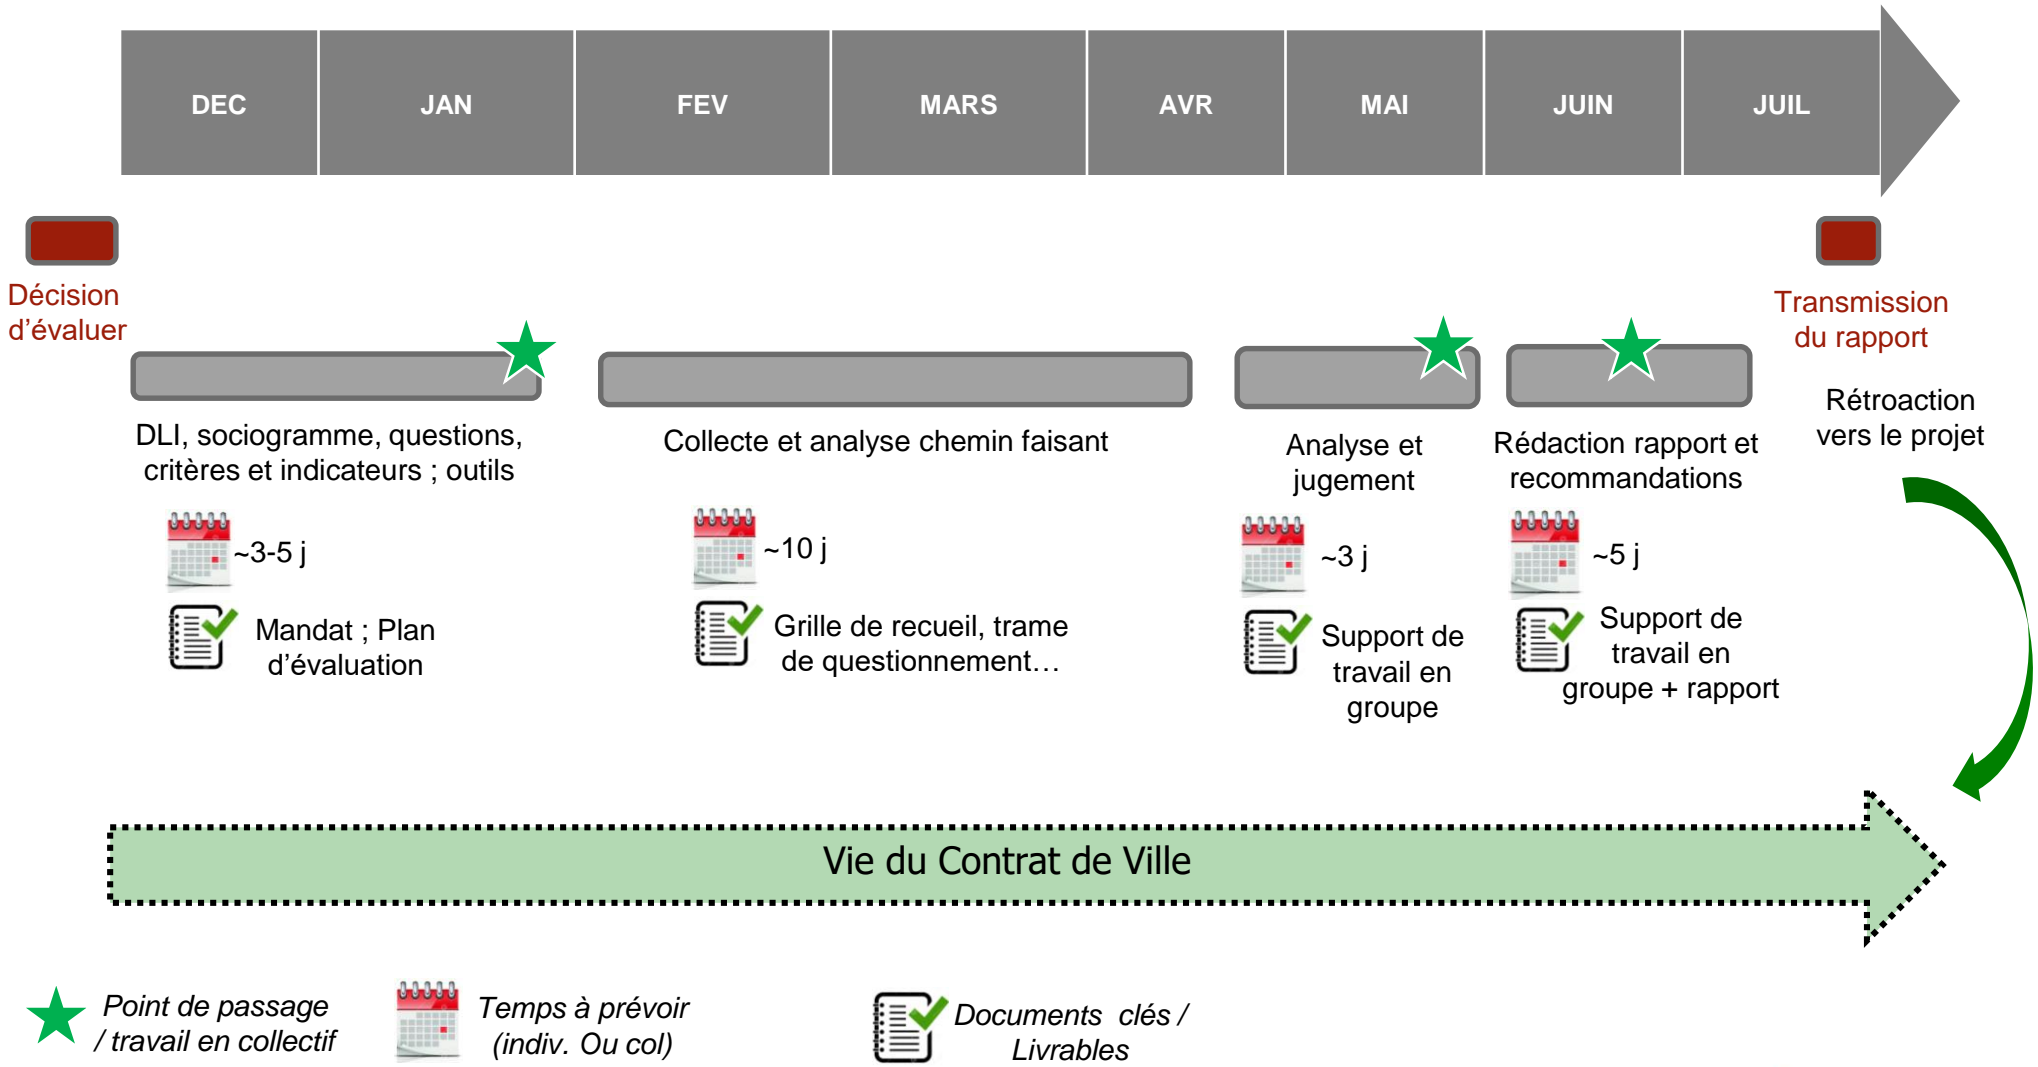 DEC
JAN
FEV
MARS
AVR
MAI
JUIN
JUIL
Décision
d’évaluer
Transmission
du rapport
Rétroaction
vers le projet
DLI, sociogramme, questions,
critères et indicateurs ; outils
~3-5 j
Mandat ; Plan
d’évaluation
Collecte et analyse chemin faisant
~10 j
Grille de recueil, trame
de questionnement…
Analyse et
jugement
~3 j
Support de
travail en
groupe
Rédaction rapport et
recommandations
~5 j
Support de
travail en
groupe + rapport
Vie du Contrat de Ville
Point de passage
/ travail en collectif
Temps à prévoir
(indiv. Ou col)
Documents clés /
Livrables